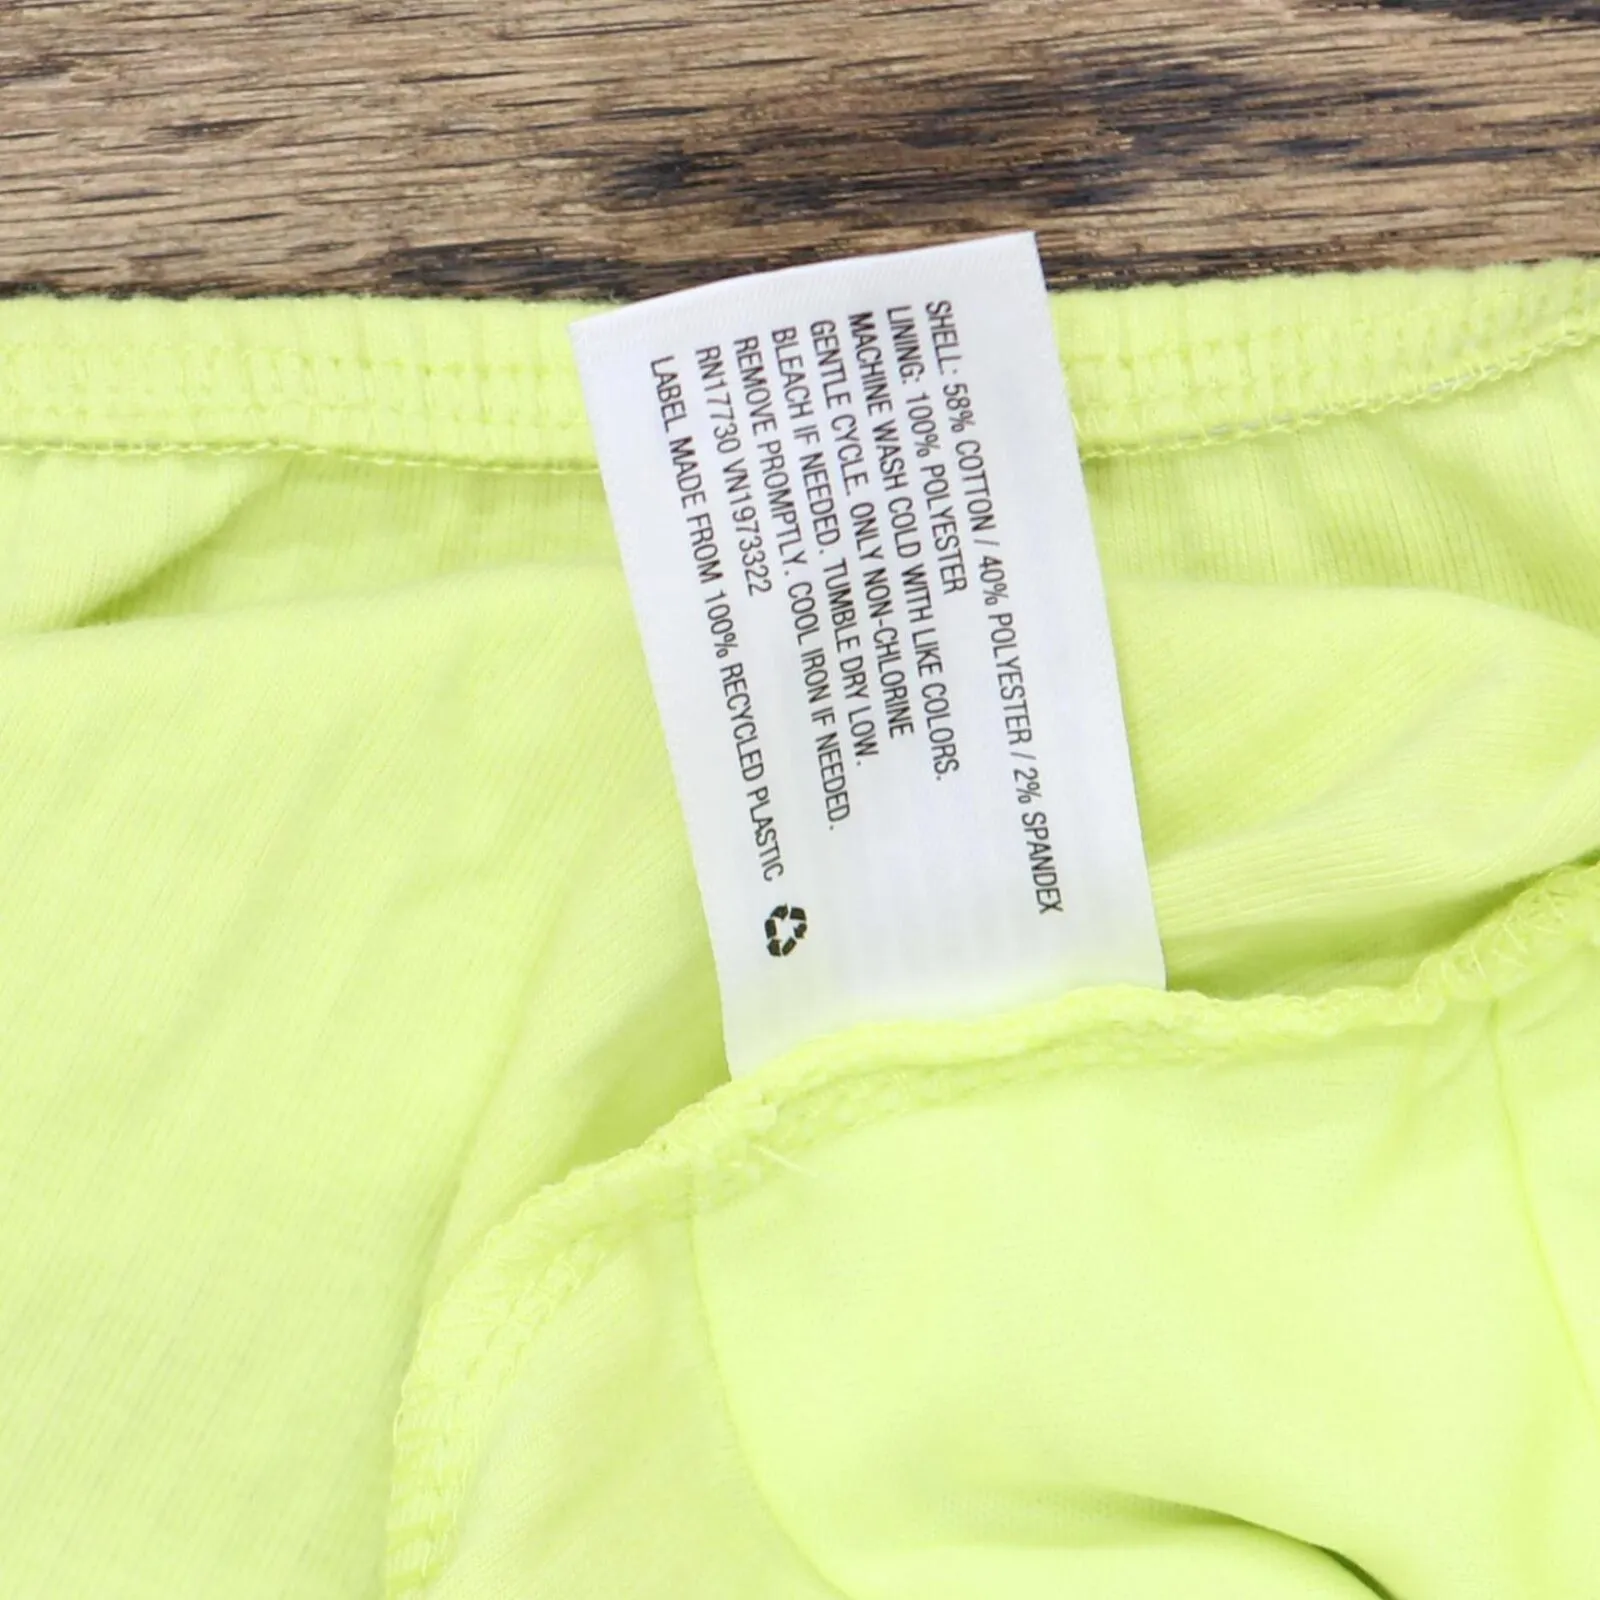 SHELL: 58% COTTON / 40% POLYESTER / 2% SPANDEX
LINING: 100% POLYESTER
MACHINE WASH COLD WITH LIKE COLORS.
GENTLE CYCLE. ONLY NON-CHLORINE
BLEACH IF NEEDED. TUMBLE DRY LOW.
REMOVE PROMPTLY. COOL IRON IF NEEDED.
RN17730 VN1973322
LABEL MADE FROM 100% RECYCLED PLASTIC